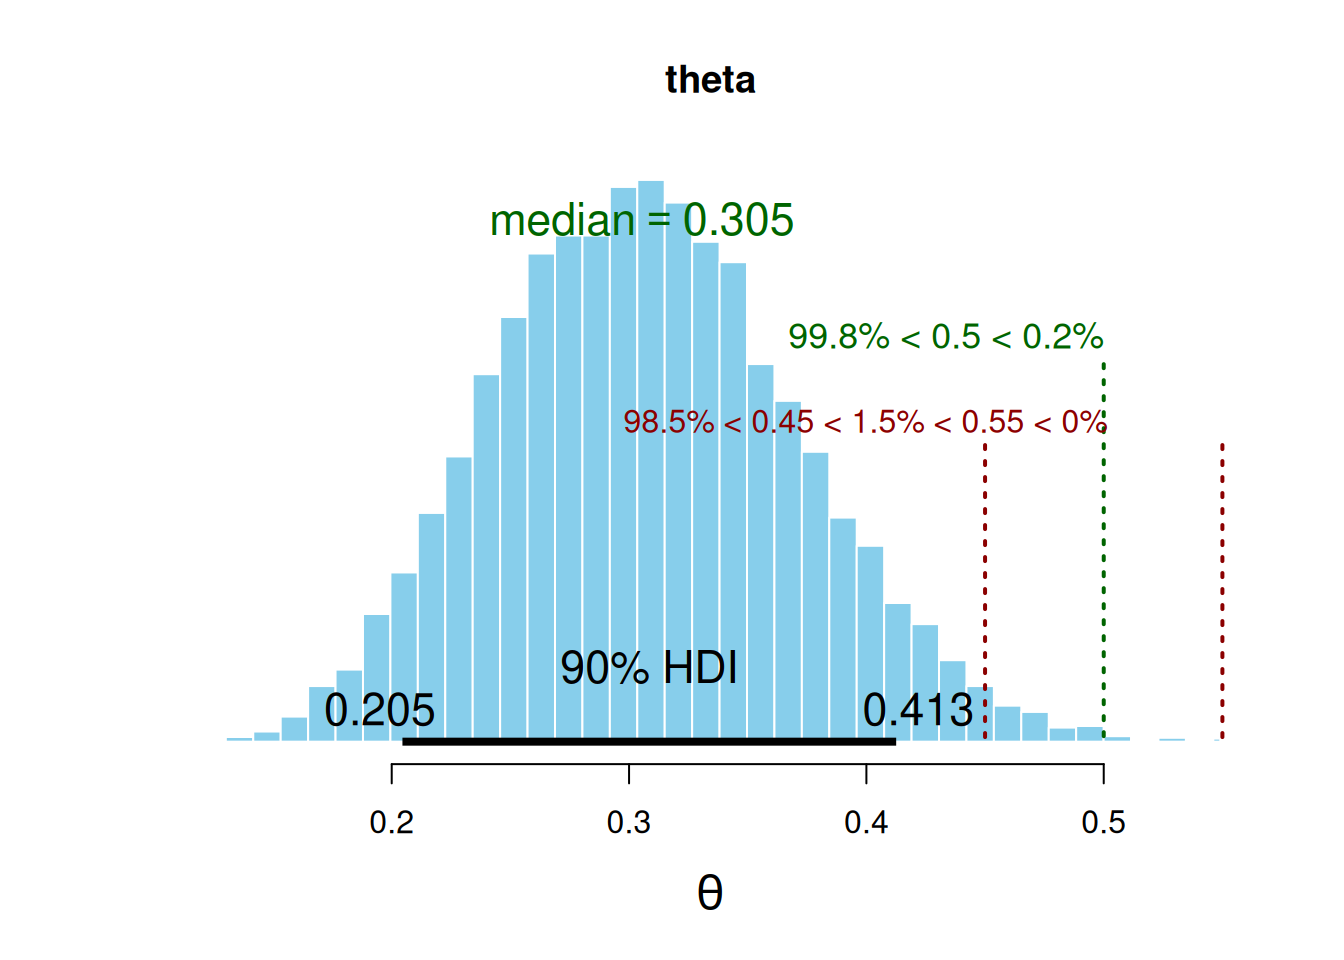 theta
median = 0.305
99.8% < 0.5 < 0.2%
98.5% < 0.45 < 1.5% < 0.55 < 0%
90% HDI
0.205 0.413
0.2 0.3 0.4 0.5
θ